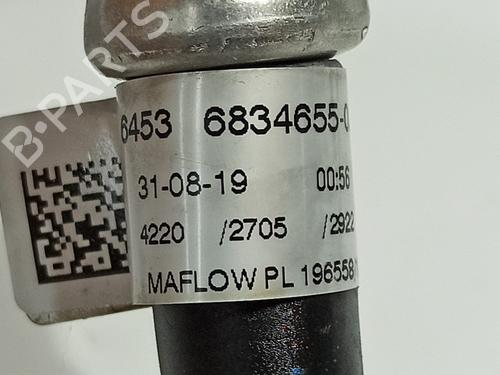 B-PARTS
6453 6834655-0
31-08-19 00:56
4220 /2705 /2922
MAFLOW PL 196558